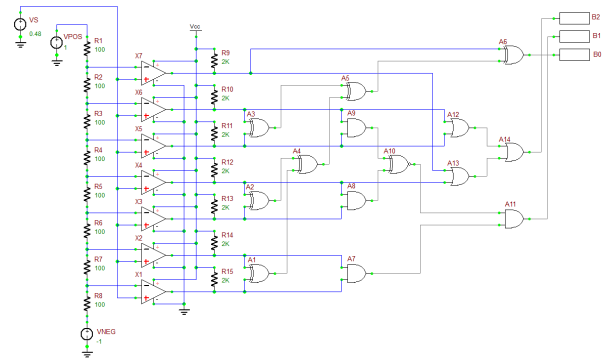 VS
0.48
VPOS
1
Vcc
B2
B1
B0
R1
100
R2
100
R3
100
R4
100
R5
100
R6
100
R7
100
R8
100
VNEG
-1
X7
X6
X5
X4
X3
X2
X1
R9
2K
R10
2K
R11
2K
R12
2K
R13
2K
R14
2K
R15
2K
A6
A5
A3
A9
A12
A4
A10
A14
A13
A2
A8
A11
A1
A7